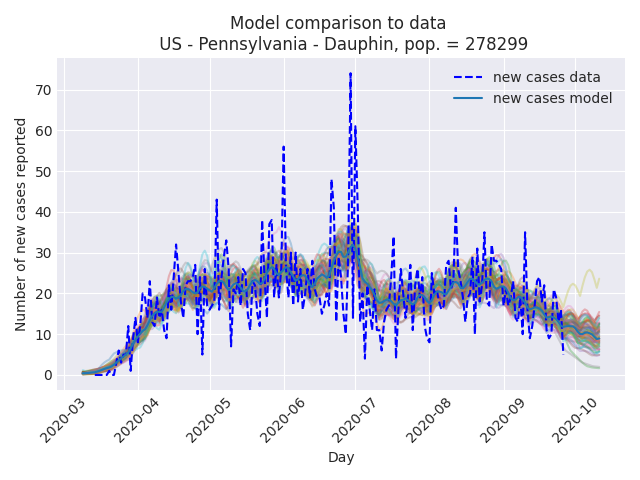 Model comparison to data
US - Pennsylvania - Dauphin, pop. = 278299
new cases data
new cases model
Number of new cases reported
70
60
50
40
30
20
10
0
2020-03
2020-04
2020-05
2020-06
2020-07
2020-08
2020-09
2020-10
Day